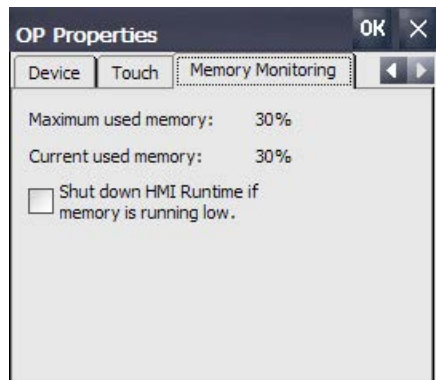 OP Properties OK
Device Touch Memory Monitoring
Maximum used memory: 30%
Current used memory: 30%
Shut down HMI Runtime if
memory is running low.